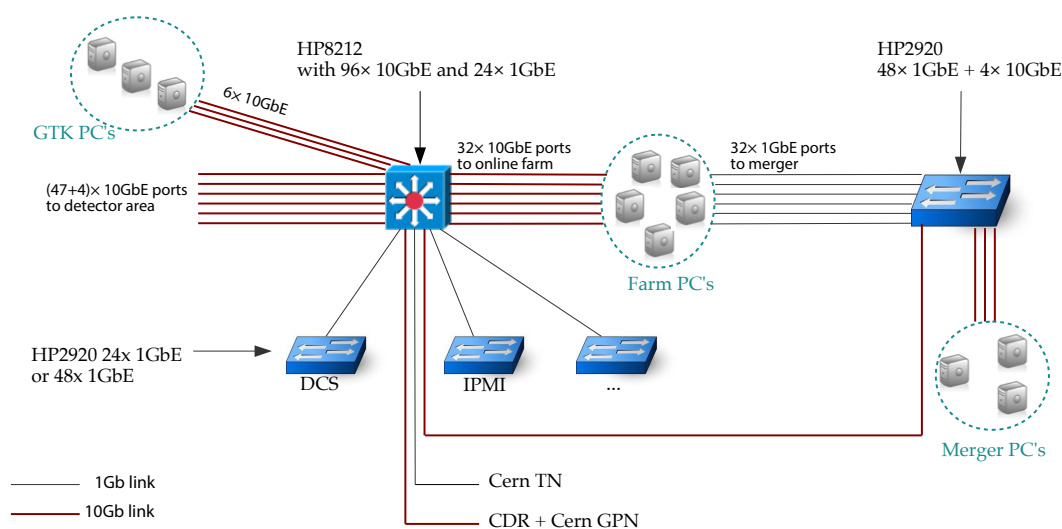 HP8212
with 96× 10GbE and 24× 1GbE
HP2920
48× 1GbE + 4× 10GbE
6× 10GbE
GTK PC's
32× 10GbE ports
to online farm
32× 1GbE ports
to merger
(47+4)× 10GbE ports
to detector area
Farm PC's
HP2920 24x 1GbE
or 48x 1GbE
DCS
IPMI
...
Merger PC's
1Gb link
10Gb link
Cern TN
CDR + Cern GPN